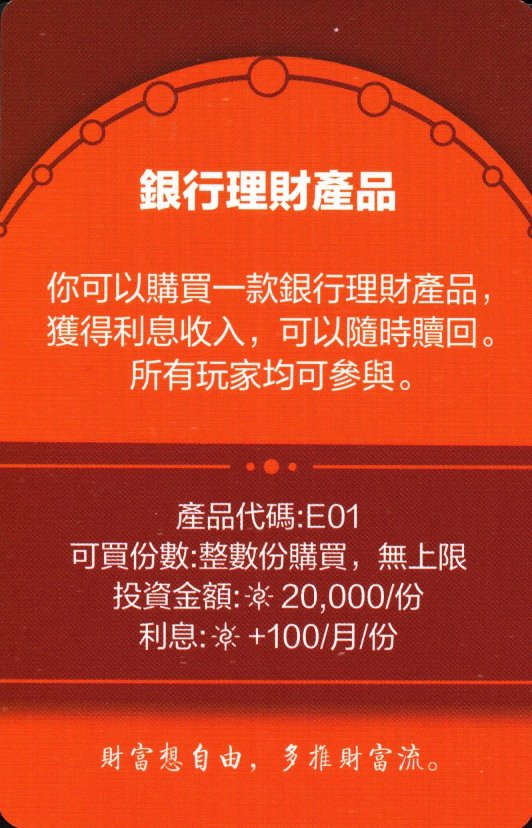 銀行理財產品
你可以購買一款銀行理財產品，
獲得利息收入，可以隨時贖回。
所有玩家均可參與。
產品代碼:E01
可買份數:整數份購買，無上限
投資金額: 20,000/份
利息: +100/月/份
財富想自由，多推財富流。